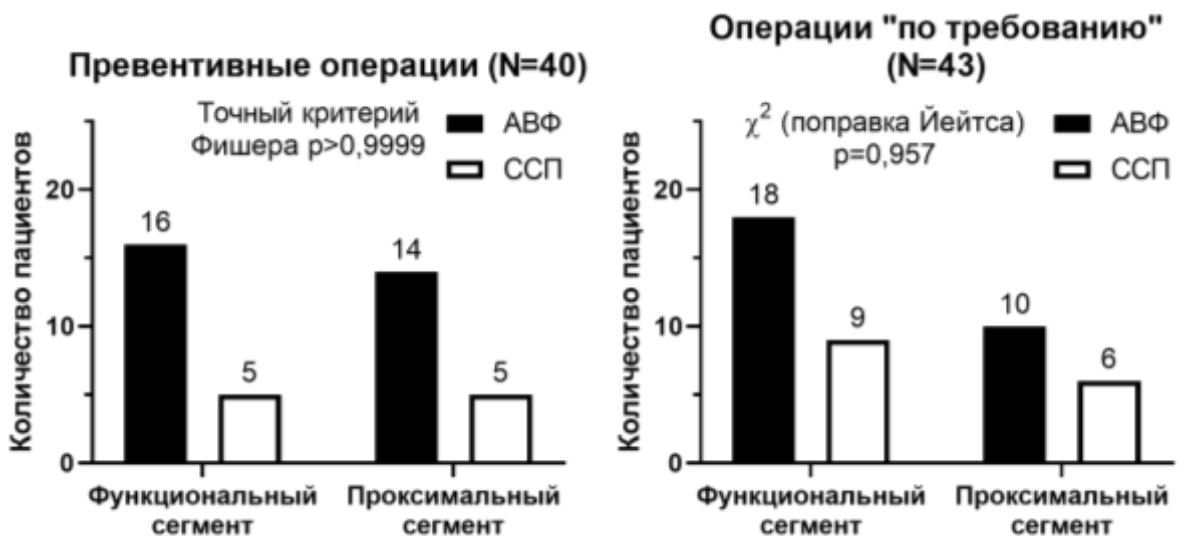 Превентивные операции (N=40)
Точный критерий
Фишера p>0,9999
АВФ
ССП
Количество пациентов
20
10
0
16
5
14
5
Функциональный
сегмент
Проксимальный
сегмент
Операции "по требованию"
(N=43)
χ² (поправка Йейтса)
p=0,957
АВФ
ССП
Количество пациентов
20
10
0
18
9
10
6
Функциональный
сегмент
Проксимальный
сегмент